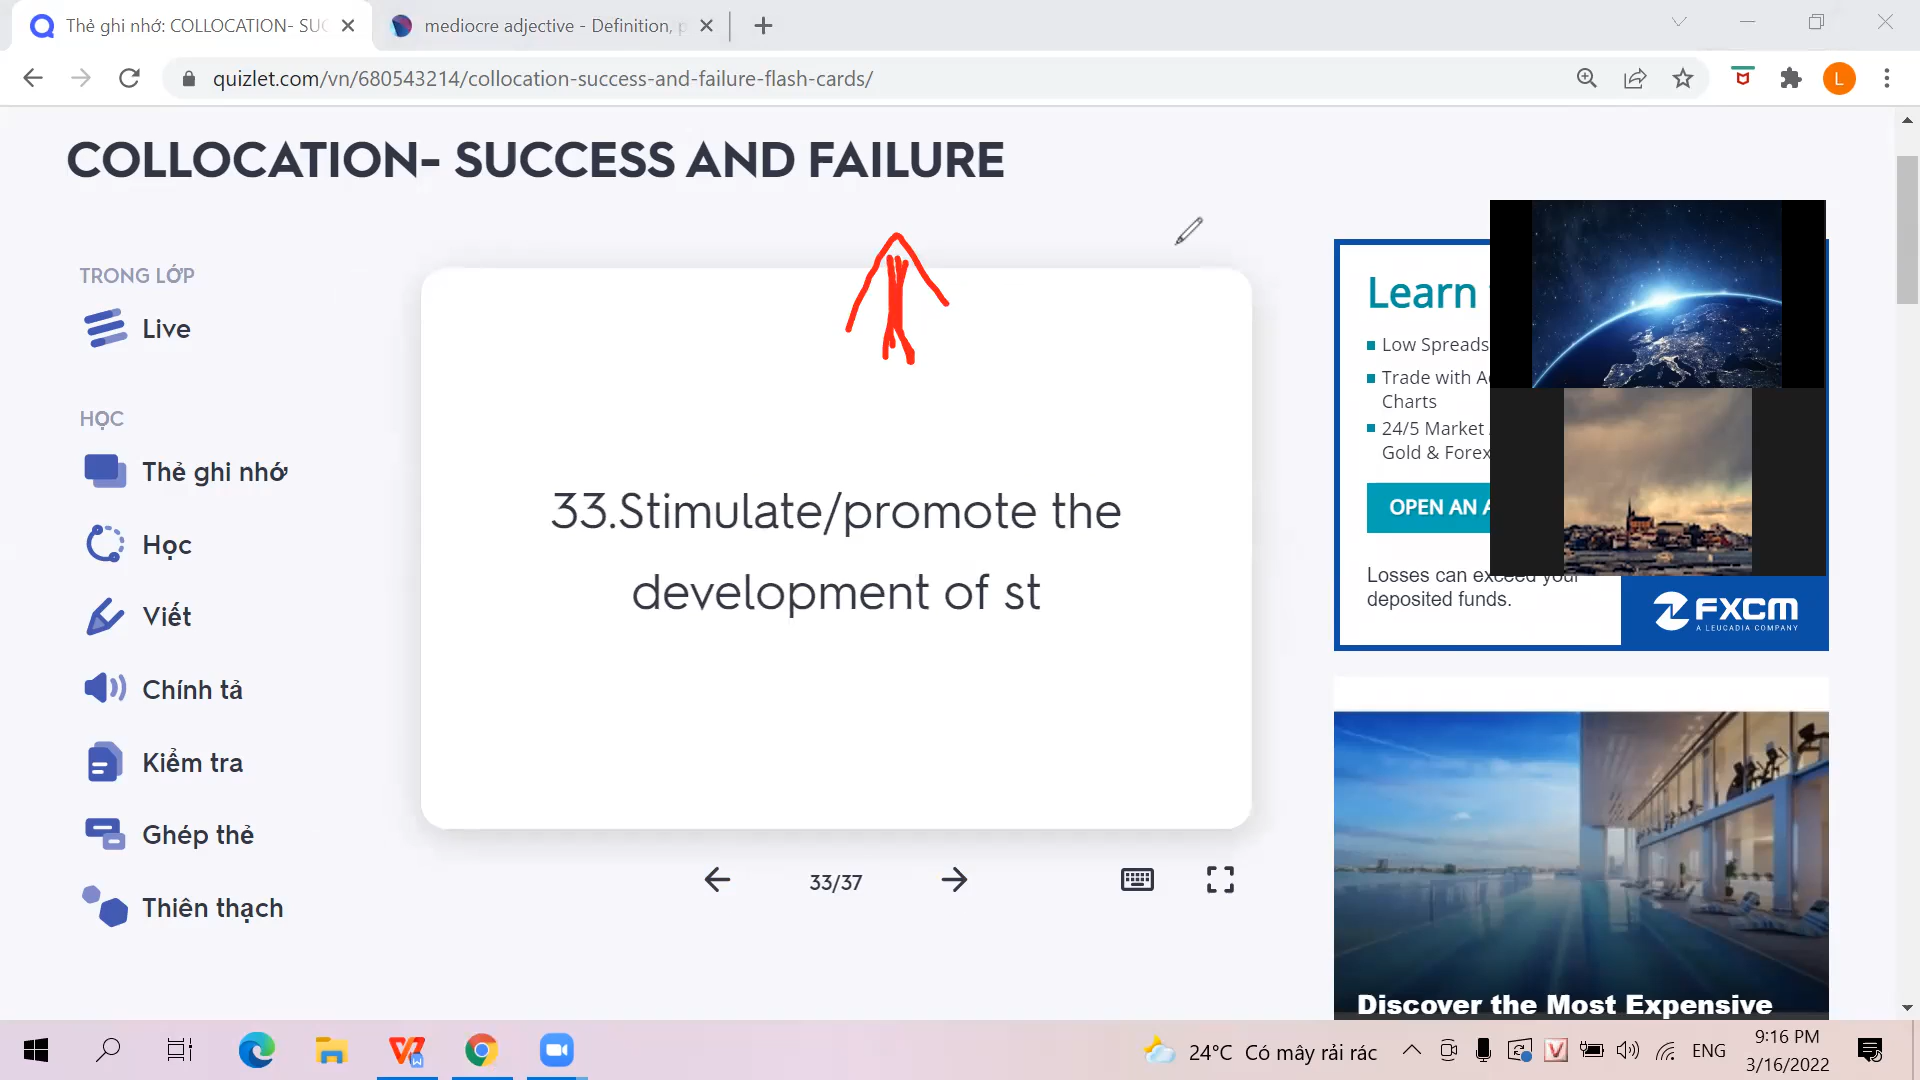 Thẻ ghi nhớ: COLLOCATION- SUC
mediocre adjective - Definition, p
quizlet.com/vn/680543214/collocation-success-and-failure-flash-cards/
L
COLLOCATION- SUCCESS AND FAILURE
TRONG LỚP
Live
HỌC
Thẻ ghi nhớ
Học
Viết
Chính tả
Kiểm tra
Ghép thẻ
Thiên thạch
33.Stimulate/promote the
development of st
33/37
Learn
Low Spreads
Trade with A
Charts
24/5 Market
Gold & Forex
OPEN AN A
Losses can exceed your
deposited funds.
FXCM
A LEUCADIA COMPANY
Discover the Most Expensive
24°C Có mây rải rác
ENG
9:16 PM
3/16/2022